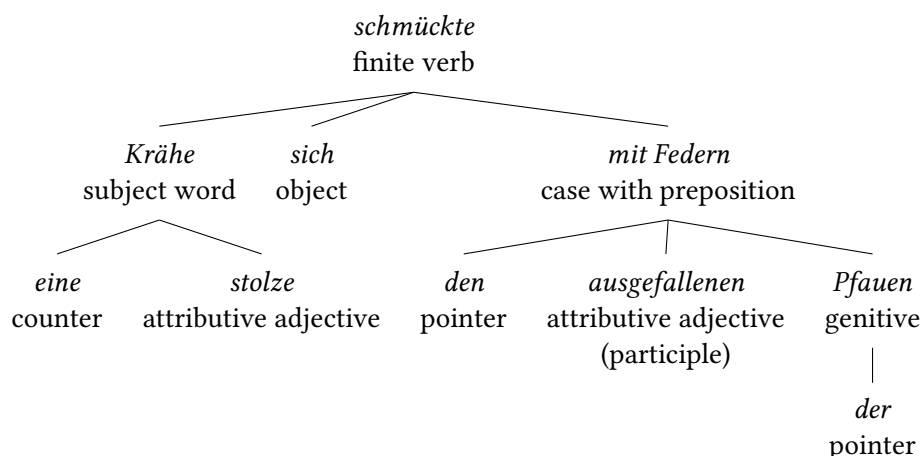 schmückte
finite verb
Krähe sich mit Federn
subject word object case with preposition
eine stolze den ausgefallenen Pfauen
counter attributive adjective pointer attributive adjective genitive
(participle)
der
pointer